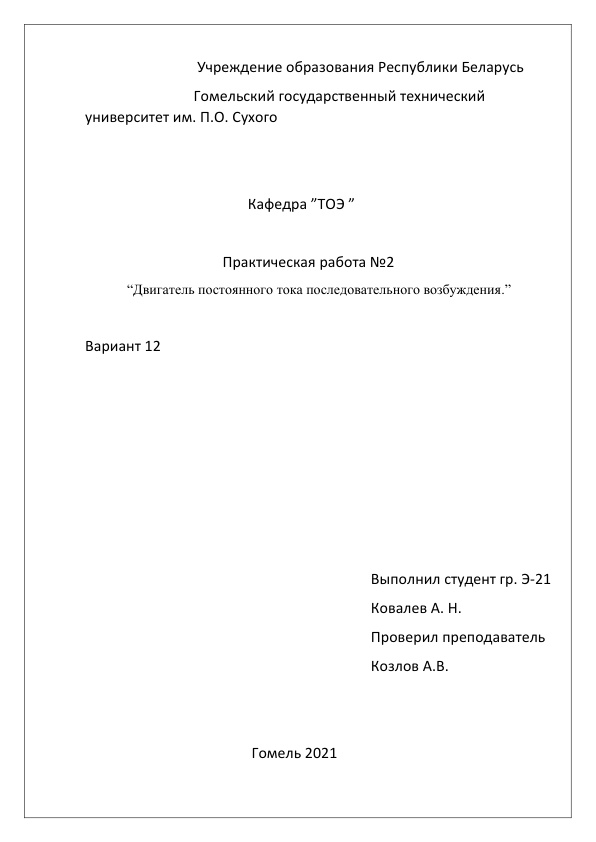 Учреждение образования Республики Беларусь
Гомельский государственный технический
университет им. П.О. Сухого
Кафедра ”ТОЭ ”
Практическая работа №2
“Двигатель постоянного тока последовательного возбуждения.”
Вариант 12
Выполнил студент гр. Э-21
Ковалев А. Н.
Проверил преподаватель
Козлов А.В.
Гомель 2021